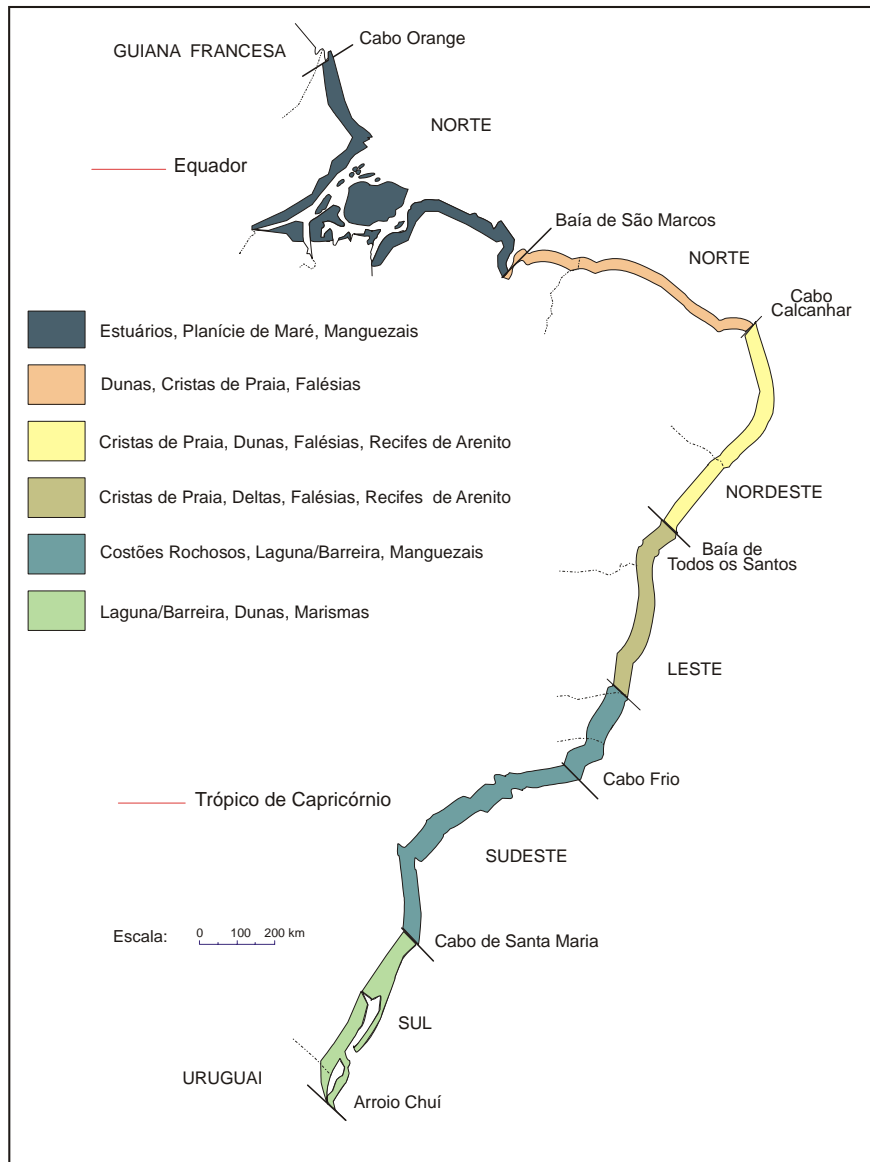 GUIANA FRANCESA
Cabo Orange
NORTE
Equador
Baía de São Marcos
NORTE
Cabo
Calcanhar
Estuários, Planície de Maré, Manguezais
Dunas, Cristas de Praia, Falésias
Cristas de Praia, Dunas, Falésias, Recifes de Arenito
Cristas de Praia, Deltas, Falésias, Recifes de Arenito
Costões Rochosos, Laguna/Barreira, Manguezais
Laguna/Barreira, Dunas, Marismas
NORDESTE
Baía de
Todos os Santos
LESTE
Cabo Frio
Trópico de Capricórnio
SUDESTE
Escala: 0 100 200 km
Cabo de Santa Maria
SUL
URUGUAI
Arroio Chuí